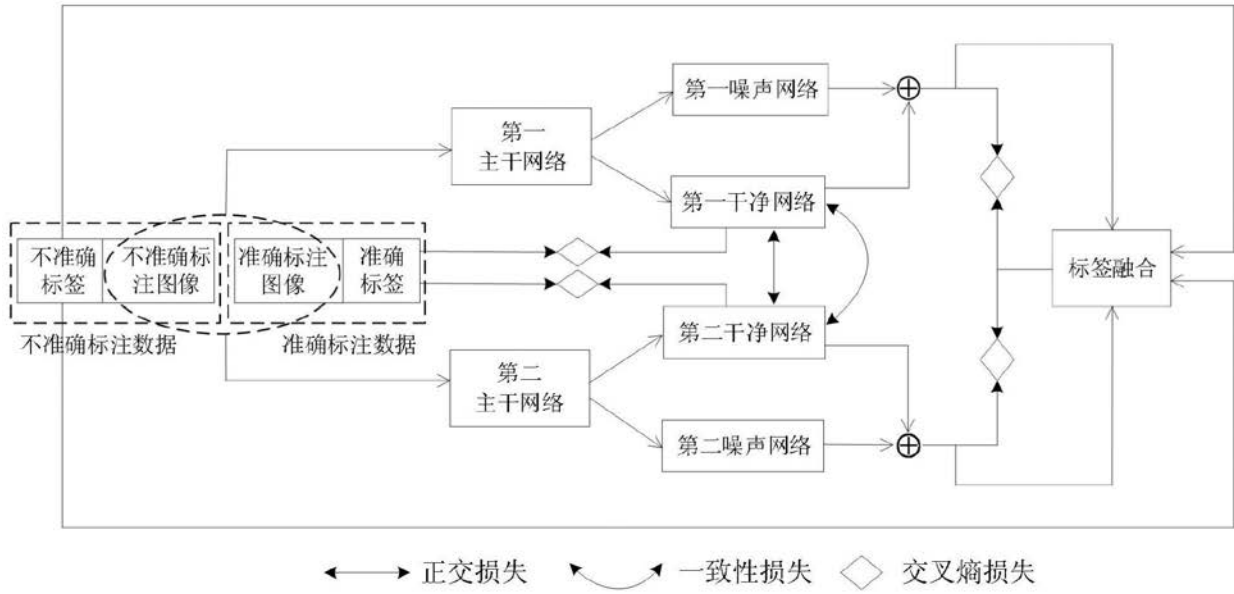 第一噪声网络
第一
主干网络
第一干净网络
不准确
标签
不准确标
注图像
准确标注
图像
准确
标签
标签融合
不准确标注数据
准确标注数据
第二干净网络
第二
主干网络
第二噪声网络
正交损失
一致性损失
交叉熵损失